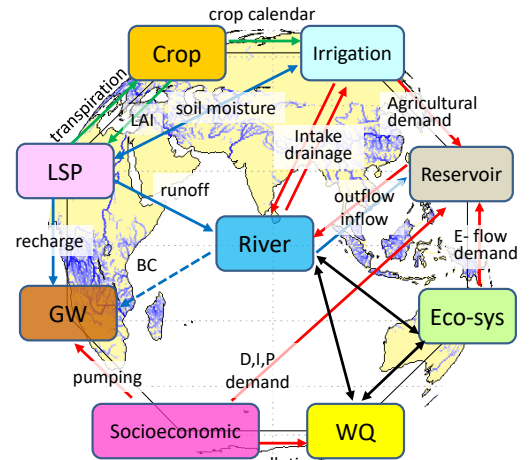 crop calendar
Crop
Irrigation
transpiration
LAI
soil moisture
Agricultural
demand
Intake
drainage
LSP
runoff
Reservoir
outflow
inflow
recharge
River
E- flow
demand
BC
GW
Eco-sys
D,I,P
demand
pumping
Socioeconomic
WQ